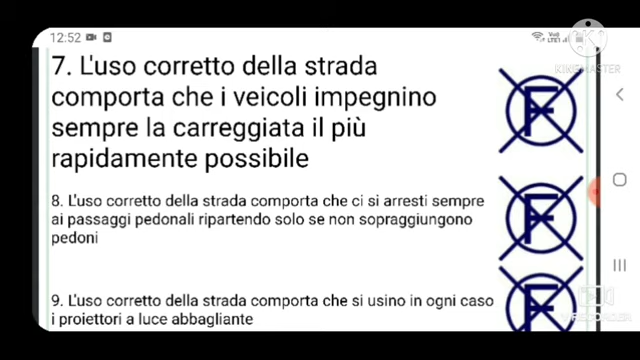 12:52
KINEMASTER
7. L'uso corretto della strada
comporta che i veicoli impegnino
sempre la carreggiata il più
rapidamente possibile
F
8. L'uso corretto della strada comporta che ci si arresti sempre
ai passaggi pedonali ripartendo solo se non sopraggiungono
pedoni
F
9. L'uso corretto della strada comporta che si usino in ogni caso
i proiettori a luce abbagliante
F